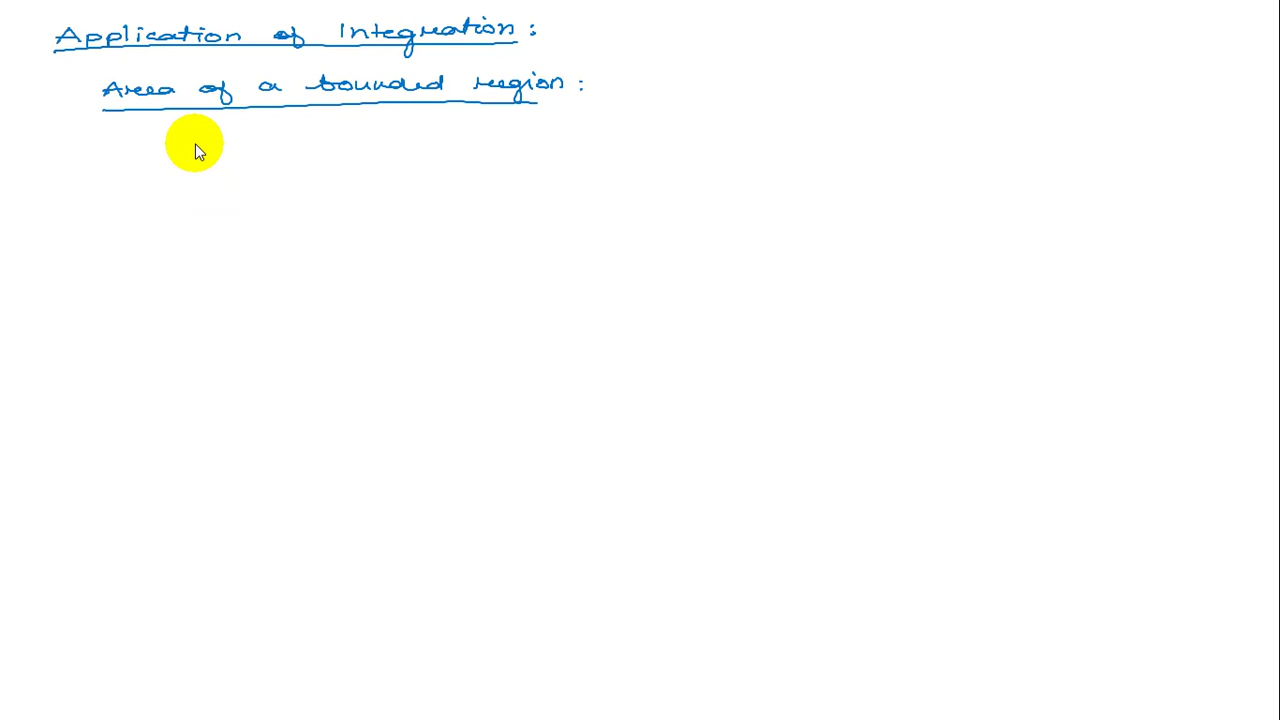 Application of Integration :
Area of a bounded region :